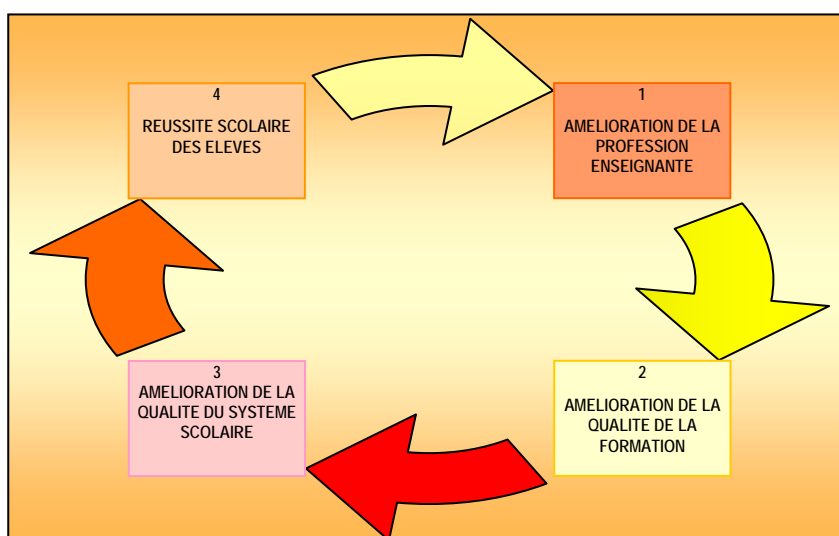 1
AMELIORATION DE LA
PROFESSION
ENSEIGNANTE
2
AMELIORATION DE LA
QUALITE DE LA
FORMATION
3
AMELIORATION DE LA
QUALITE DU SYSTEME
SCOLAIRE
4
REUSSITE SCOLAIRE
DES ELEVES